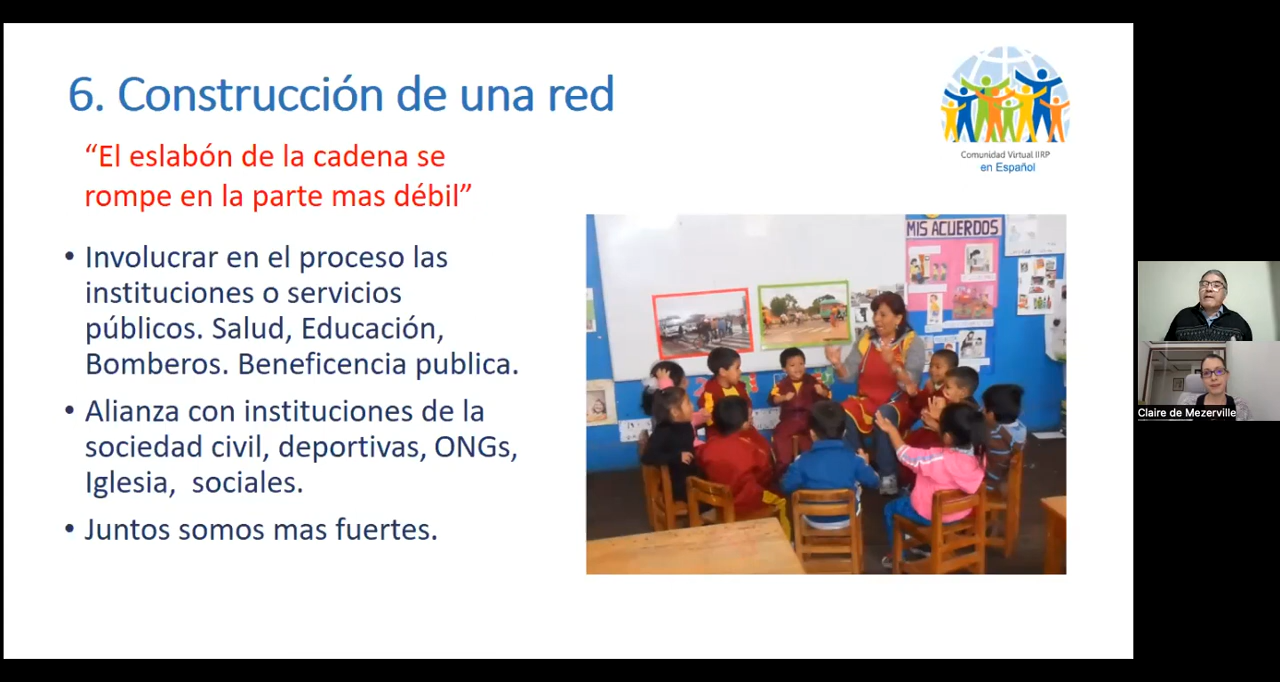 6. Construcción de una red
Comunidad Virtual IIRP
en Español
“El eslabón de la cadena se
rompe en la parte mas débil”
• Involucrar en el proceso las
instituciones o servicios
públicos. Salud, Educación,
Bomberos. Beneficencia publica.
• Alianza con instituciones de la
sociedad civil, deportivas, ONGs,
Iglesia, sociales.
• Juntos somos mas fuertes.
MIS ACUERDOS
Claire de Mezerville